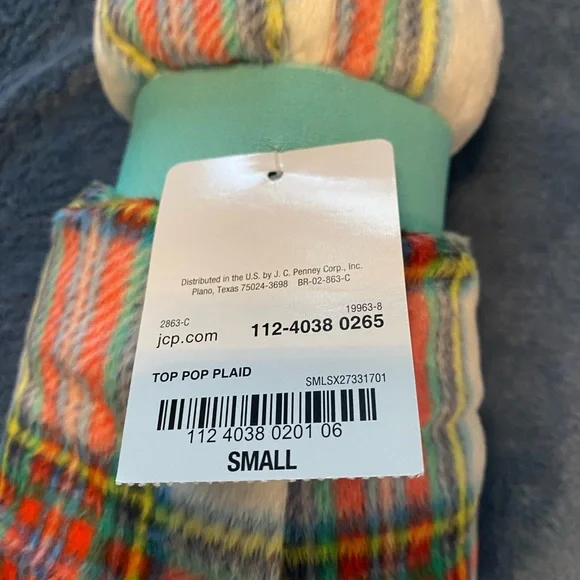 Distributed in the U.S. by J. C. Penney Corp., Inc.
Plano, Texas 75024-3698 BR-02-863-C
2863-C 19963-8
jcp.com 112-4038 0265
TOP POP PLAID SMLSX27331701
112 4038 0201 06
SMALL